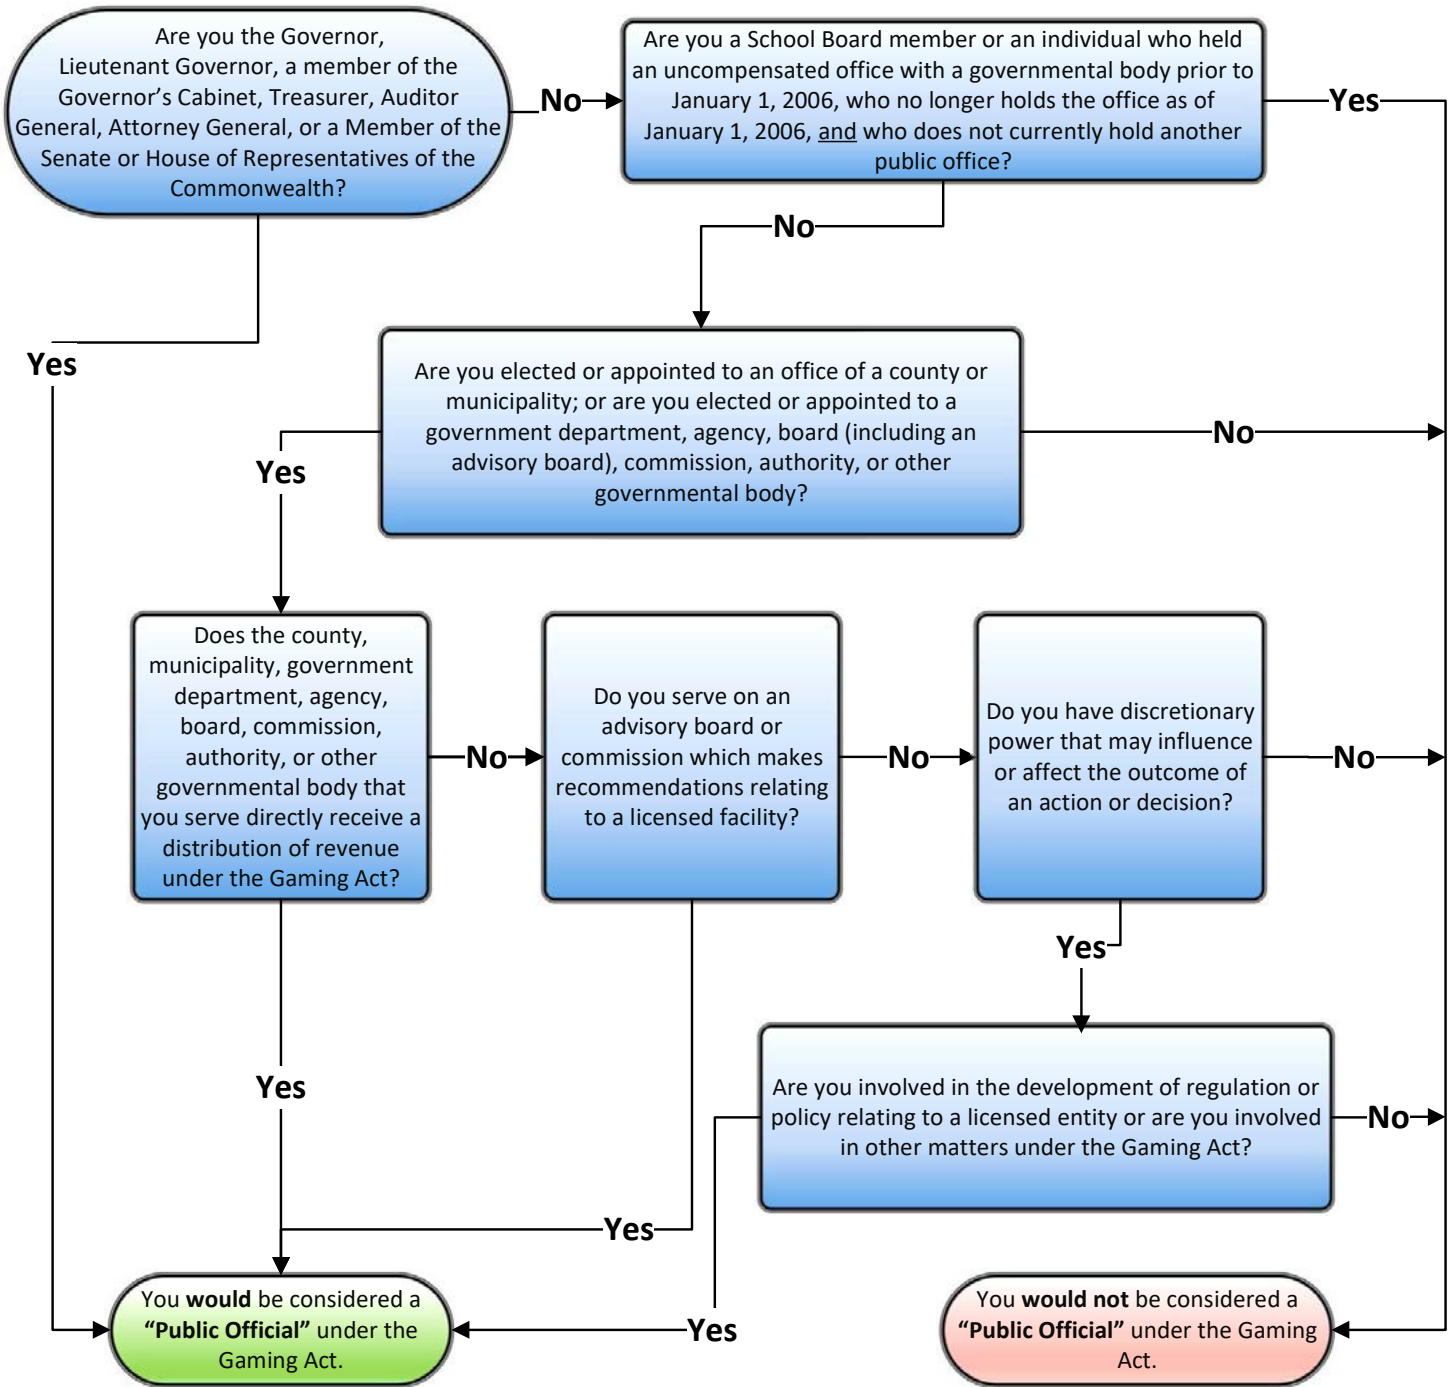 Are you the Governor,
Lieutenant Governor, a member of the
Governor’s Cabinet, Treasurer, Auditor
General, Attorney General, or a Member of the
Senate or House of Representatives of the
Commonwealth?
No
Are you a School Board member or an individual who held
an uncompensated office with a governmental body prior to
January 1, 2006, who no longer holds the office as of
January 1, 2006, and who does not currently hold another
public office?
Yes
No
Yes
Are you elected or appointed to an office of a county or
municipality; or are you elected or appointed to a
government department, agency, board (including an
advisory board), commission, authority, or other
governmental body?
No
Yes
Does the county,
municipality, government
department, agency,
board, commission,
authority, or other
governmental body that
you serve directly receive a
distribution of revenue
under the Gaming Act?
No
Do you serve on an
advisory board or
commission which makes
recommendations relating
to a licensed facility?
No
Do you have discretionary
power that may influence
or affect the outcome of
an action or decision?
No
Yes
Yes
Are you involved in the development of regulation or
policy relating to a licensed entity or are you involved
in other matters under the Gaming Act?
No
Yes
You would be considered a
“Public Official” under the
Gaming Act.
Yes
You would not be considered a
“Public Official” under the Gaming
Act.